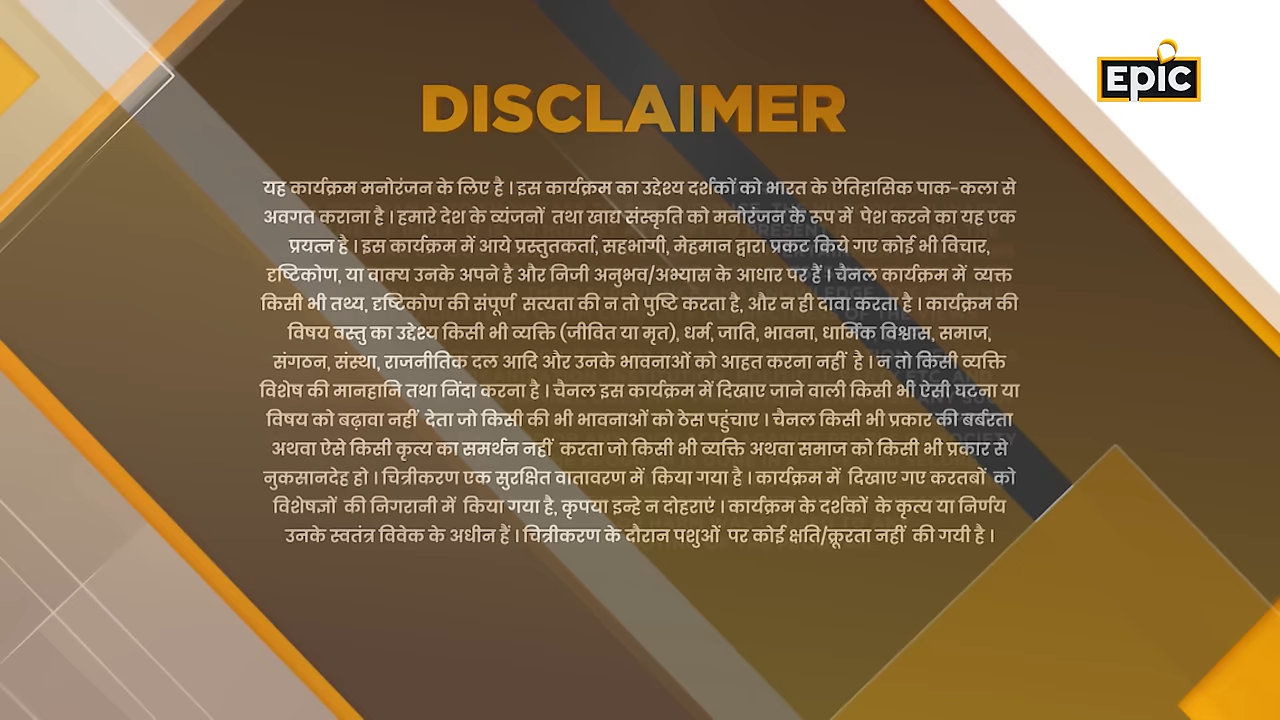 EPIC
DISCLAIMER
यह कार्यक्रम मनोरंजन के लिए है । इस कार्यक्रम का उद्देश्य दर्शकों को भारत के ऐतिहासिक पाक-कला से
अवगत कराना है । हमारे देश के व्यंजनों तथा खाद्य संस्कृति को मनोरंजन के रूप में पेश करने का यह एक
प्रयत्न है । इस कार्यक्रम में आये प्रस्तुतकर्ता, सहभागी, मेहमान द्वारा प्रकट किये गए कोई भी विचार,
दृष्टिकोण, या वाक्य उनके अपने है और निजी अनुभव/अभ्यास के आधार पर हैं । चैनल कार्यक्रम में व्यक्त
किसी भी तथ्य, दृष्टिकोण की संपूर्ण सत्यता की न तो पुष्टि करता है, और न ही दावा करता है । कार्यक्रम की
विषय वस्तु का उद्देश्य किसी भी व्यक्ति (जीवित या मृत), धर्म, जाति, भावना, धार्मिक विश्वास, समाज,
संगठन, संस्था, राजनीतिक दल आदि और उनके भावनाओं को आहत करना नहीं है । न तो किसी व्यक्ति
विशेष की मानहानि तथा निंदा करना है । चैनल इस कार्यक्रम में दिखाए जाने वाली किसी भी ऐसी घटना या
विषय को बढ़ावा नहीं देता जो किसी की भी भावनाओं को ठेस पहुंचाए । चैनल किसी भी प्रकार की बर्बरता
अथवा ऐसे किसी कृत्य का समर्थन नहीं करता जो किसी भी व्यक्ति अथवा समाज को किसी भी प्रकार से
नुकसानदेह हो । चित्रीकरण एक सुरक्षित वातावरण में किया गया है । कार्यक्रम में दिखाए गए करतबों को
विशेषज्ञों की निगरानी में किया गया है, कृपया इन्हे न दोहराएं । कार्यक्रम के दर्शकों के कृत्य या निर्णय
उनके स्वतंत्र विवेक के अधीन हैं । चित्रीकरण के दौरान पशुओं पर कोई क्षति/क्रूरता नहीं की गयी है ।